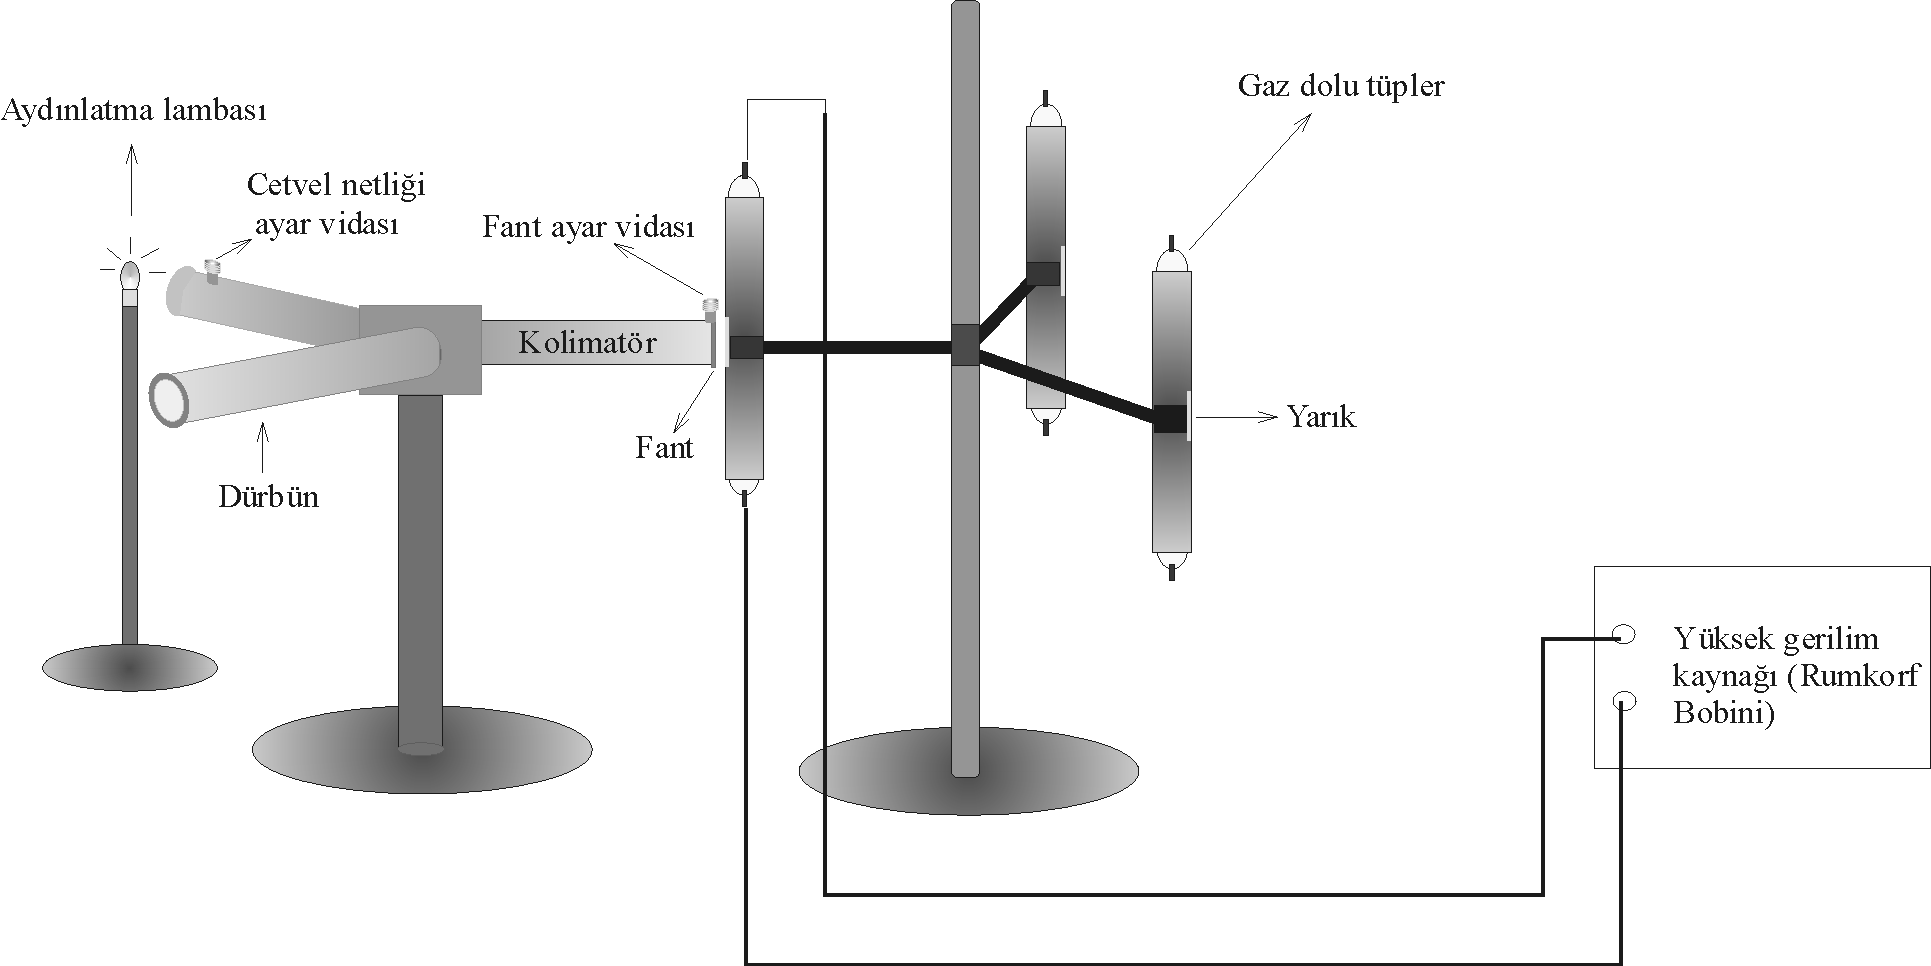 Gaz dolu tüpler
Aydınlatma lambası
Cetvel netliği
ayar vidası
Fant ayar vidası
Kolimatör
Yarık
Fant
Dürbün
Yüksek gerilim
kaynağı (Rumkorf
Bobini)